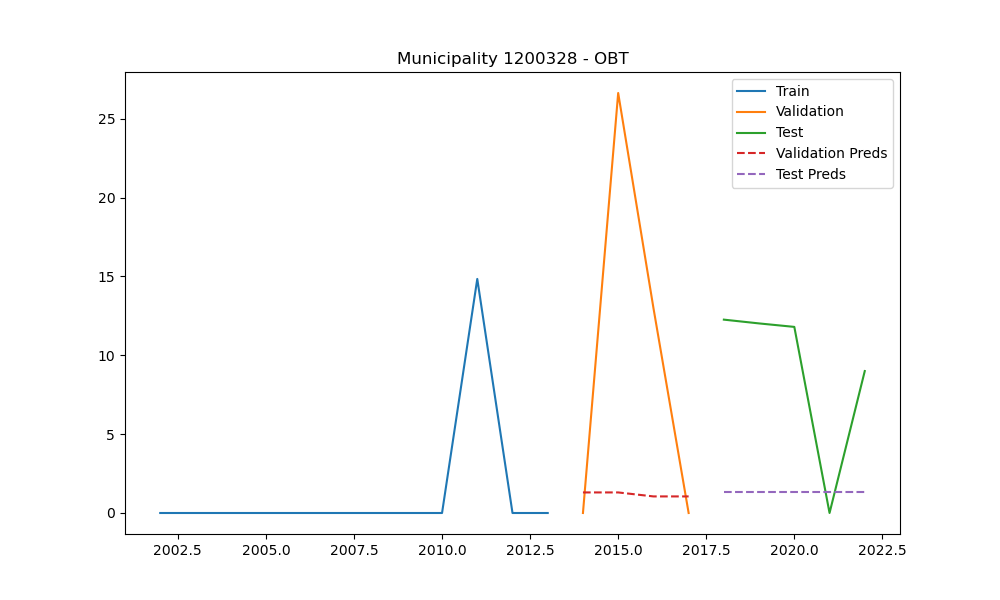 Municipality 1200328 - OBT
Train
Validation
Test
Validation Preds
Test Preds
25
20
15
10
5
0
2002.5 2005.0 2007.5 2010.0 2012.5 2015.0 2017.5 2020.0 2022.5